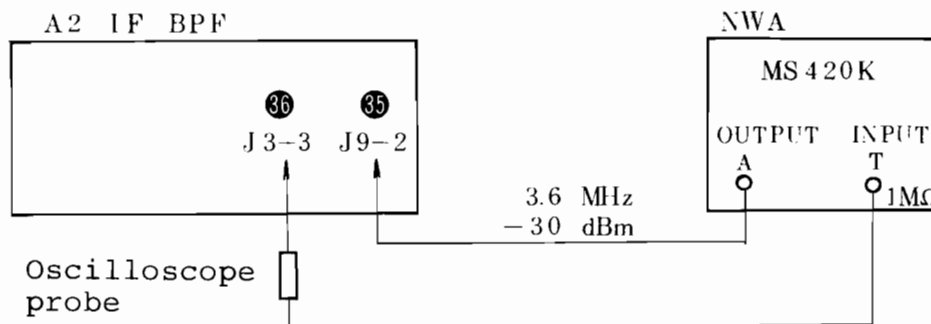 A2 IF BPF
NWA
MS420K
36 35
J3-3 J9-2
OUTPUT INPUT
A T
1MΩ
3.6 MHz
-30 dBm
Oscilloscope
probe